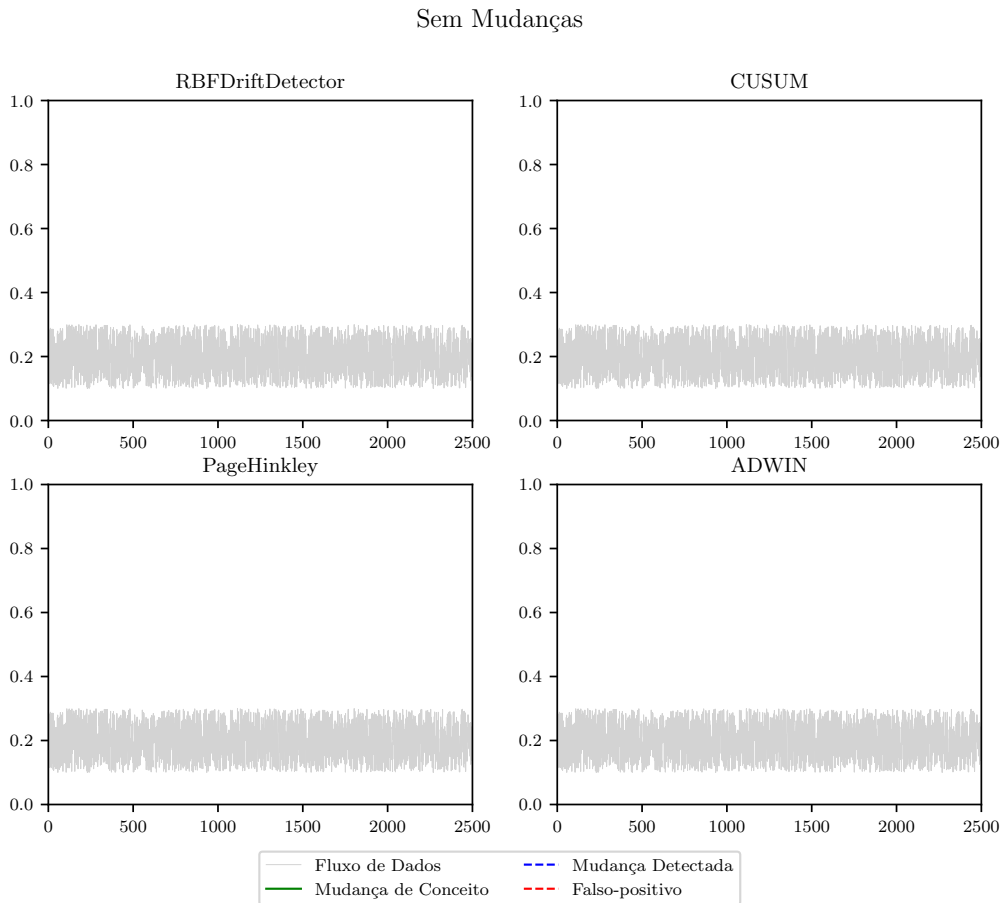 Sem Mudanças
RBFDriftDetector
1.0
0.8
0.6
0.4
0.2
0.0
0 500 1000 1500 2000 2500
CUSUM
1.0
0.8
0.6
0.4
0.2
0.0
0 500 1000 1500 2000 2500
PageHinkley
1.0
0.8
0.6
0.4
0.2
0.0
0 500 1000 1500 2000 2500
ADWIN
1.0
0.8
0.6
0.4
0.2
0.0
0 500 1000 1500 2000 2500
Fluxo de Dados
Mudança de Conceito
Mudança Detectada
Falso-positivo